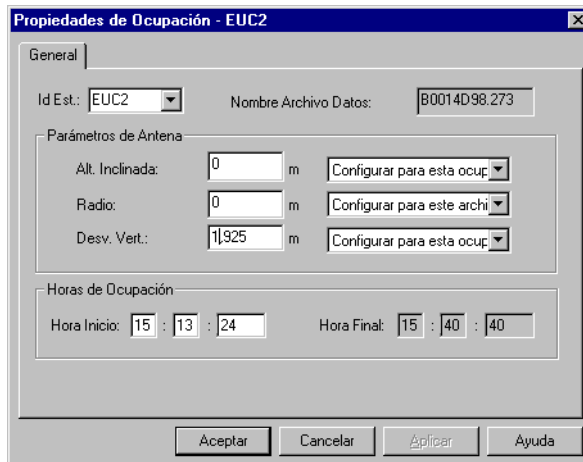 Propiedades de Ocupación - EUC2
General
Id Est.: EUC2 Nombre Archivo Datos: B0014D98.273
Parámetros de Antena
Alt. Inclinada: 0 m Configurar para esta ocup
Radio: 0 m Configurar para este archi
Desv. Vert.: 1.925 m Configurar para esta ocup
Horas de Ocupación
Hora Inicio: 15 : 13 : 24 Hora Final: 15 : 40 : 40
Aceptar Cancelar Aplicar Ayuda